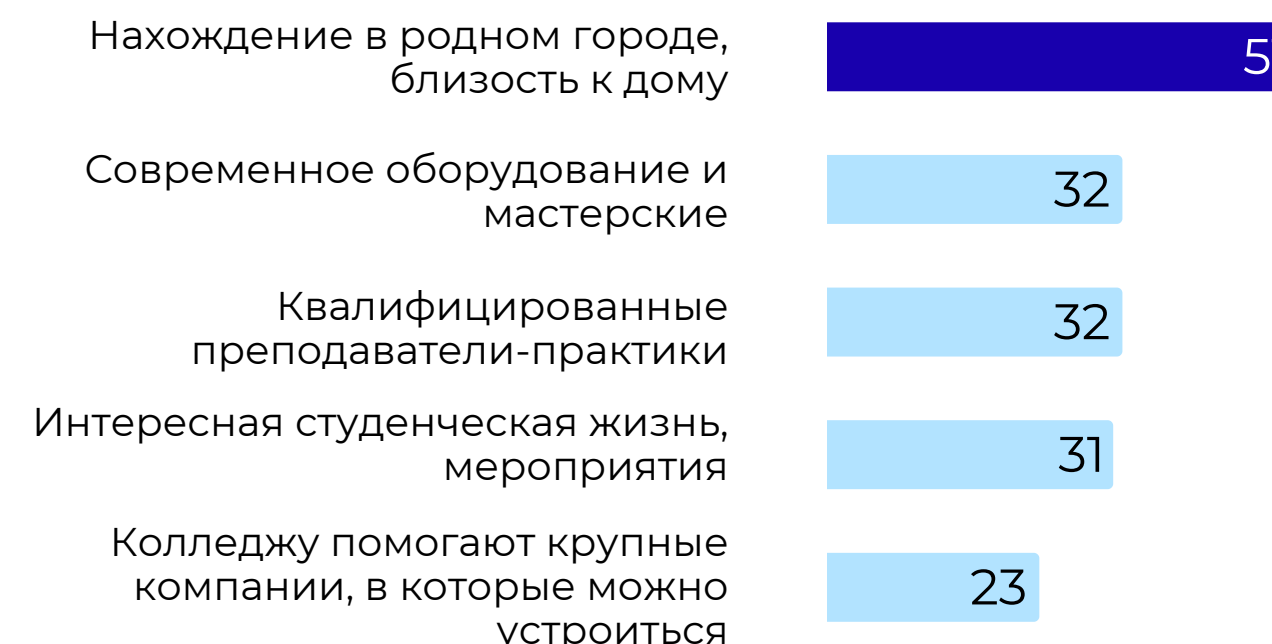 Нахождение в родном городе,
близость к дому
5
Современное оборудование и
мастерские
32
Квалифицированные
преподаватели-практики
32
Интересная студенческая жизнь,
мероприятия
31
Колледжу помогают крупные
компании, в которые можно
устроиться
23